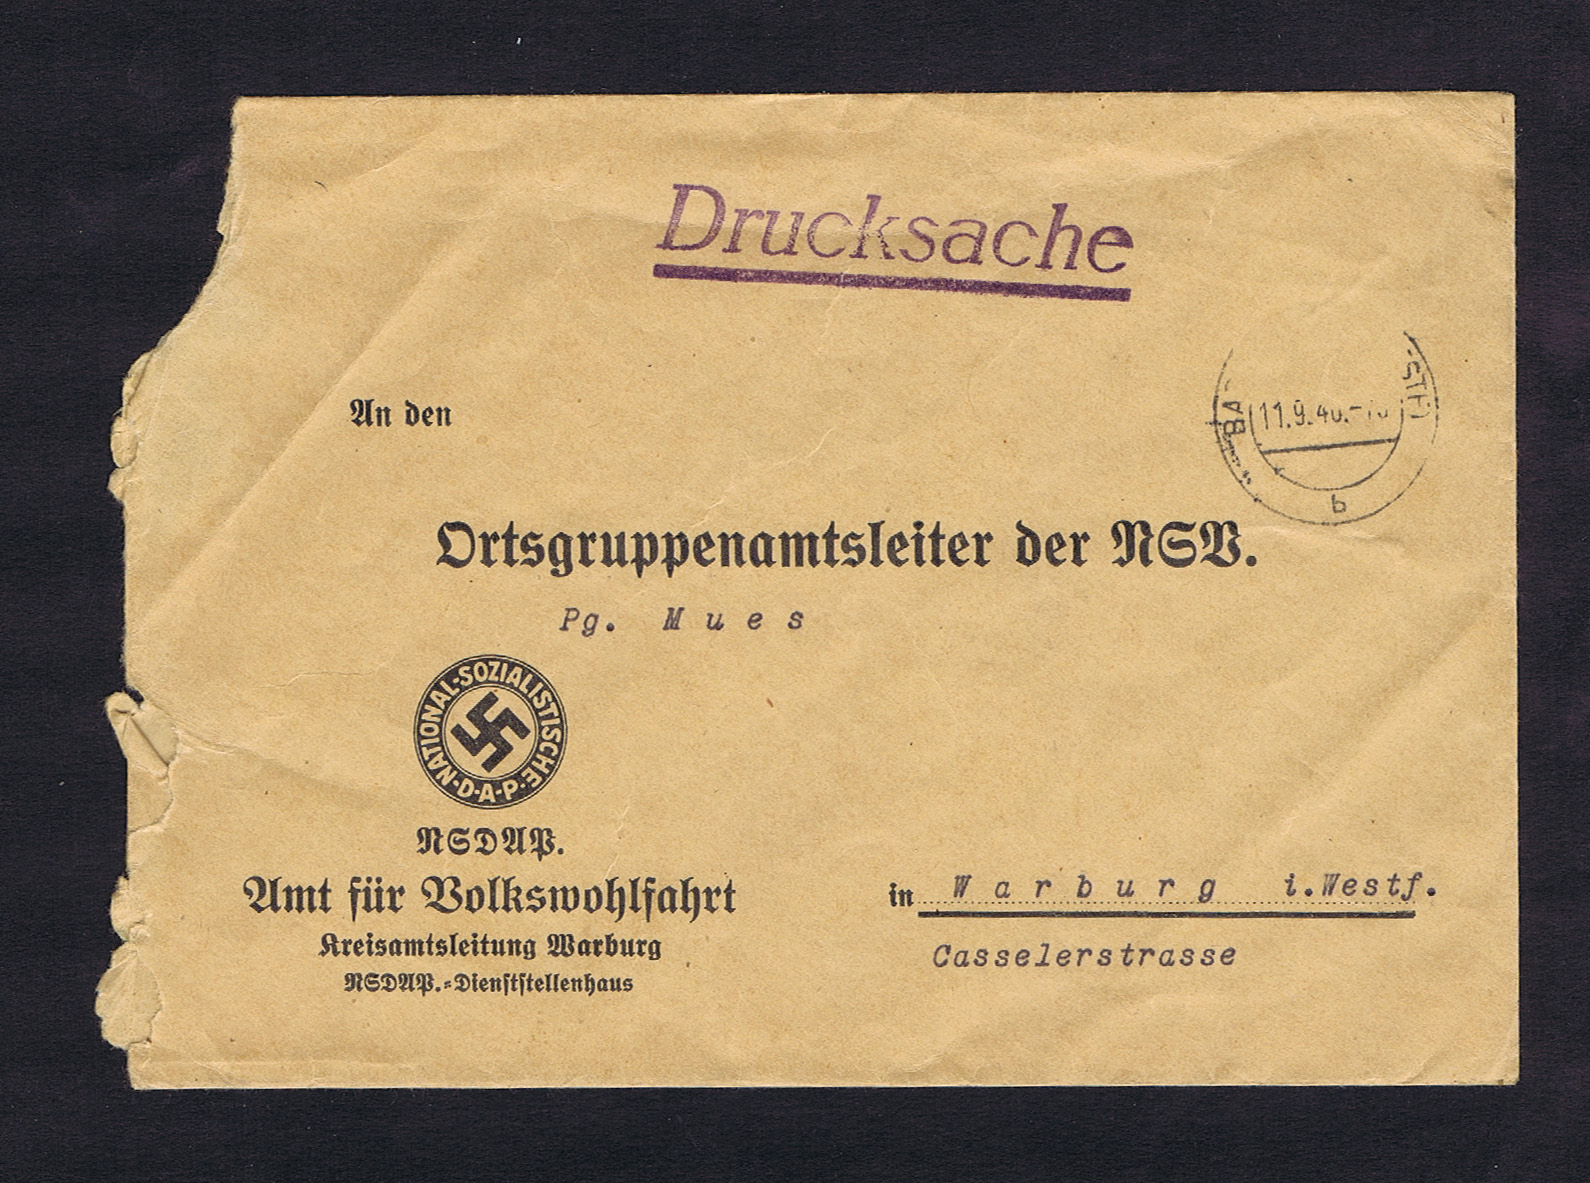 Drucksache
11.9.40.
b
An den
Ortsgruppenamtsleiter der NSV.
Pg. Mues
NATIONAL-SOZIALISTISCHE
D-A-P
NSDAP.
Amt für Volkswohlfahrt
Kreisamtsleitung Warburg
NSDAP.-Dienststellenhaus
in Warburg i.Westf.
Casselerstrasse